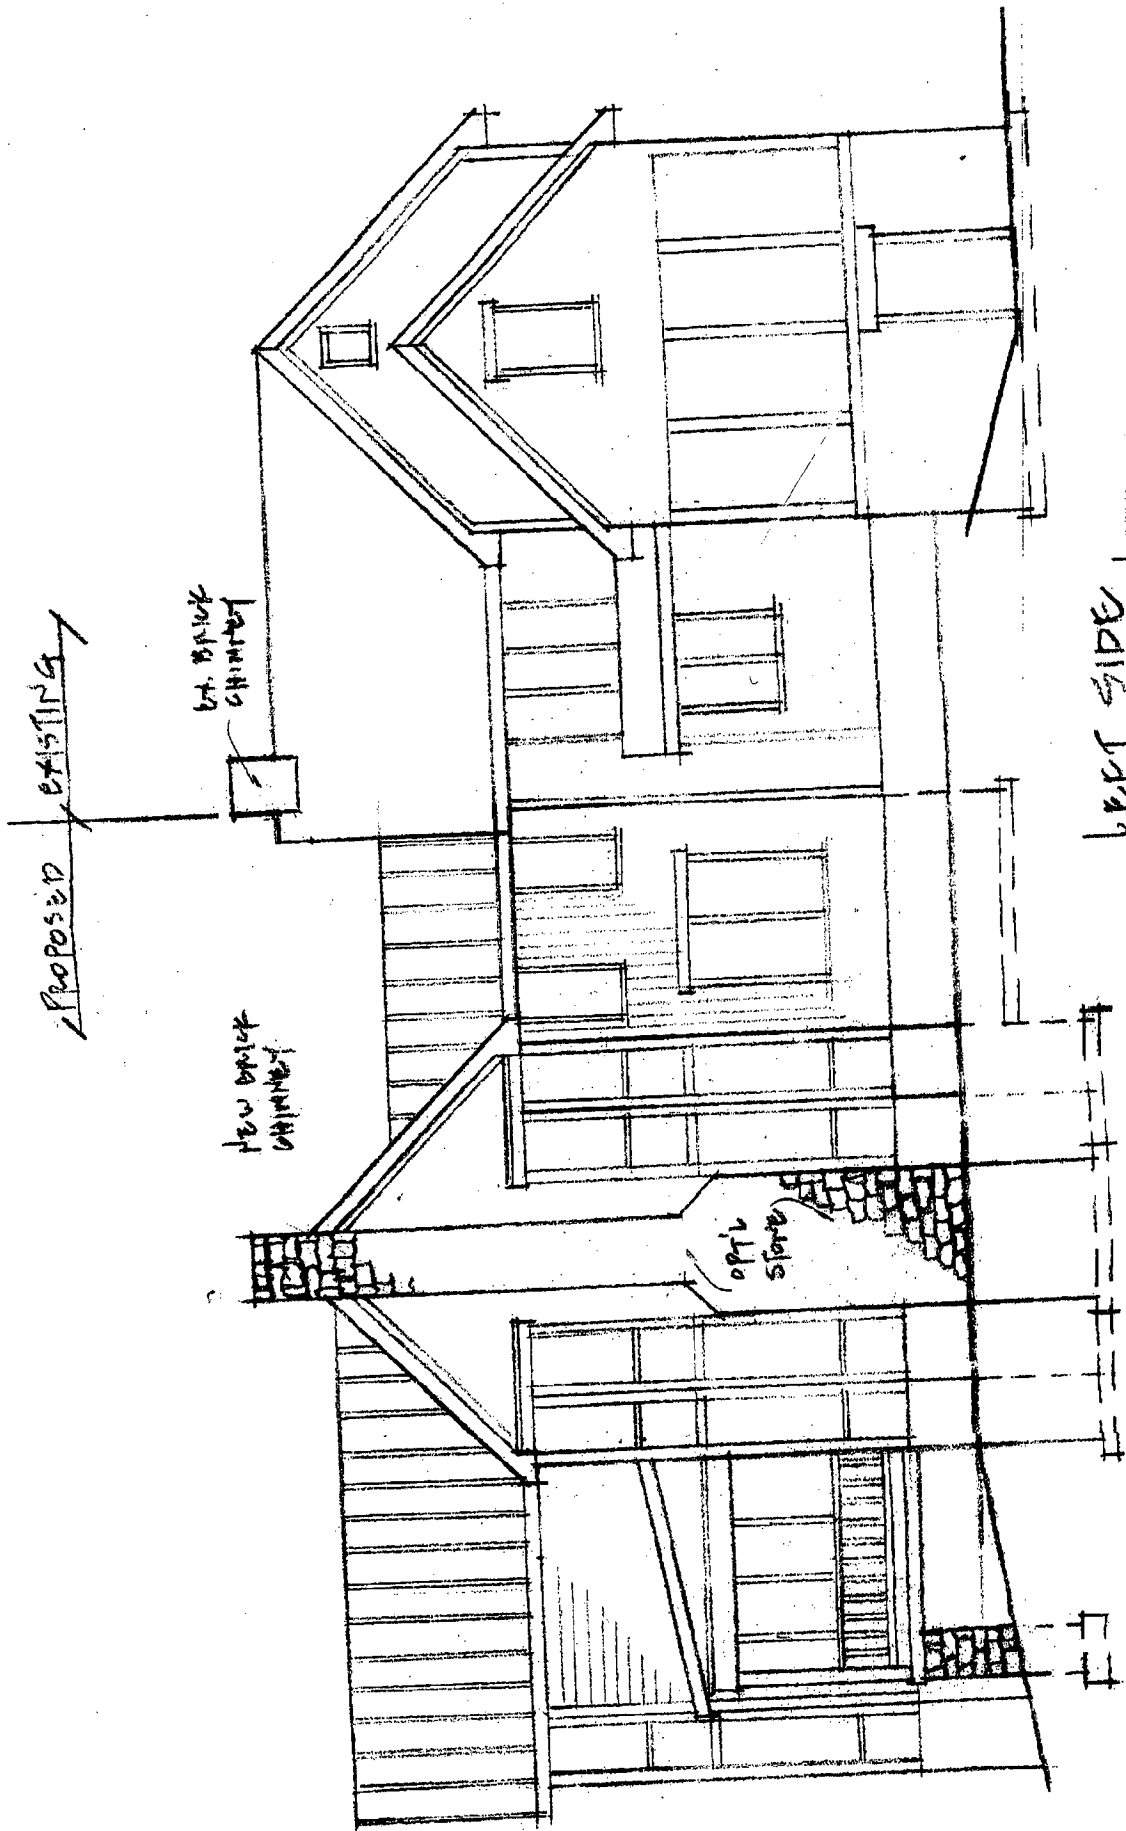 PROPOSED EXISTING
NEW BRICK
CHIMNEY
EX. BRICK
CHIMNEY
OPT'L
STONE
LEFT SIDE